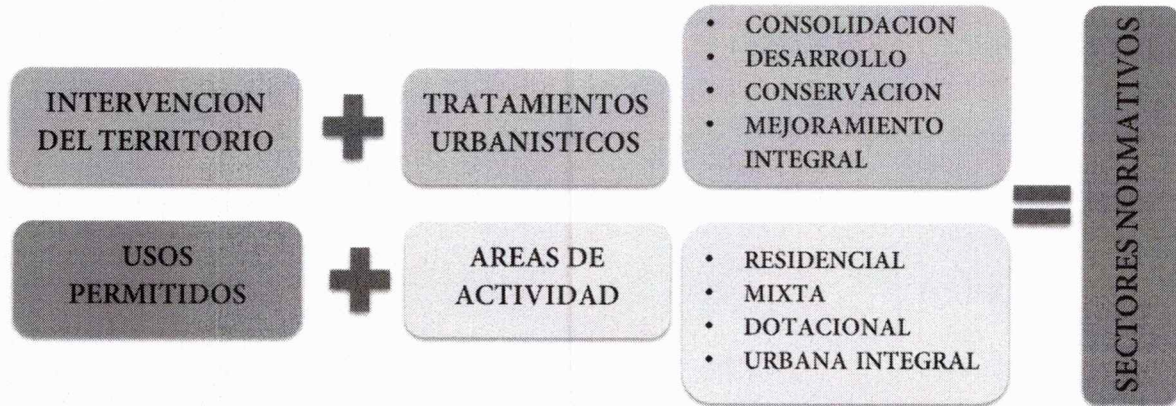 INTERVENCION
DEL TERRITORIO
TRATAMIENTOS
URBANISTICOS
• CONSOLIDACION
• DESARROLLO
• CONSERVACION
• MEJORAMIENTO
INTEGRAL
USOS
PERMITIDOS
AREAS DE
ACTIVIDAD
• RESIDENCIAL
• MIXTA
• DOTACIONAL
• URBANA INTEGRAL
SECTORES NORMATIVOS